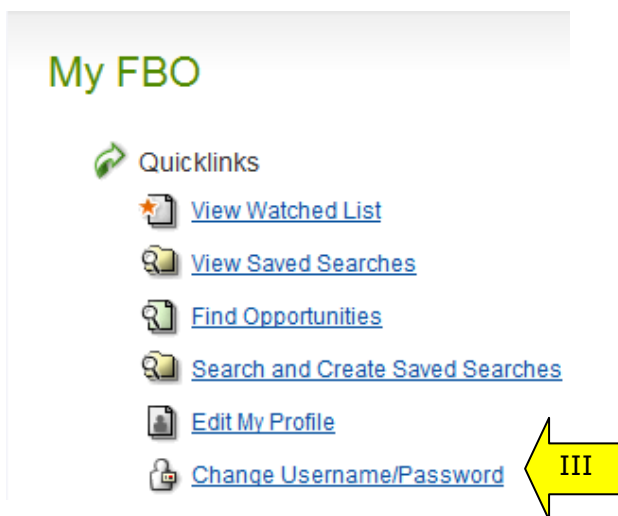 My FBO
Quicklinks
View Watched List
View Saved Searches
Find Opportunities
Search and Create Saved Searches
Edit My Profile
Change Username/Password III